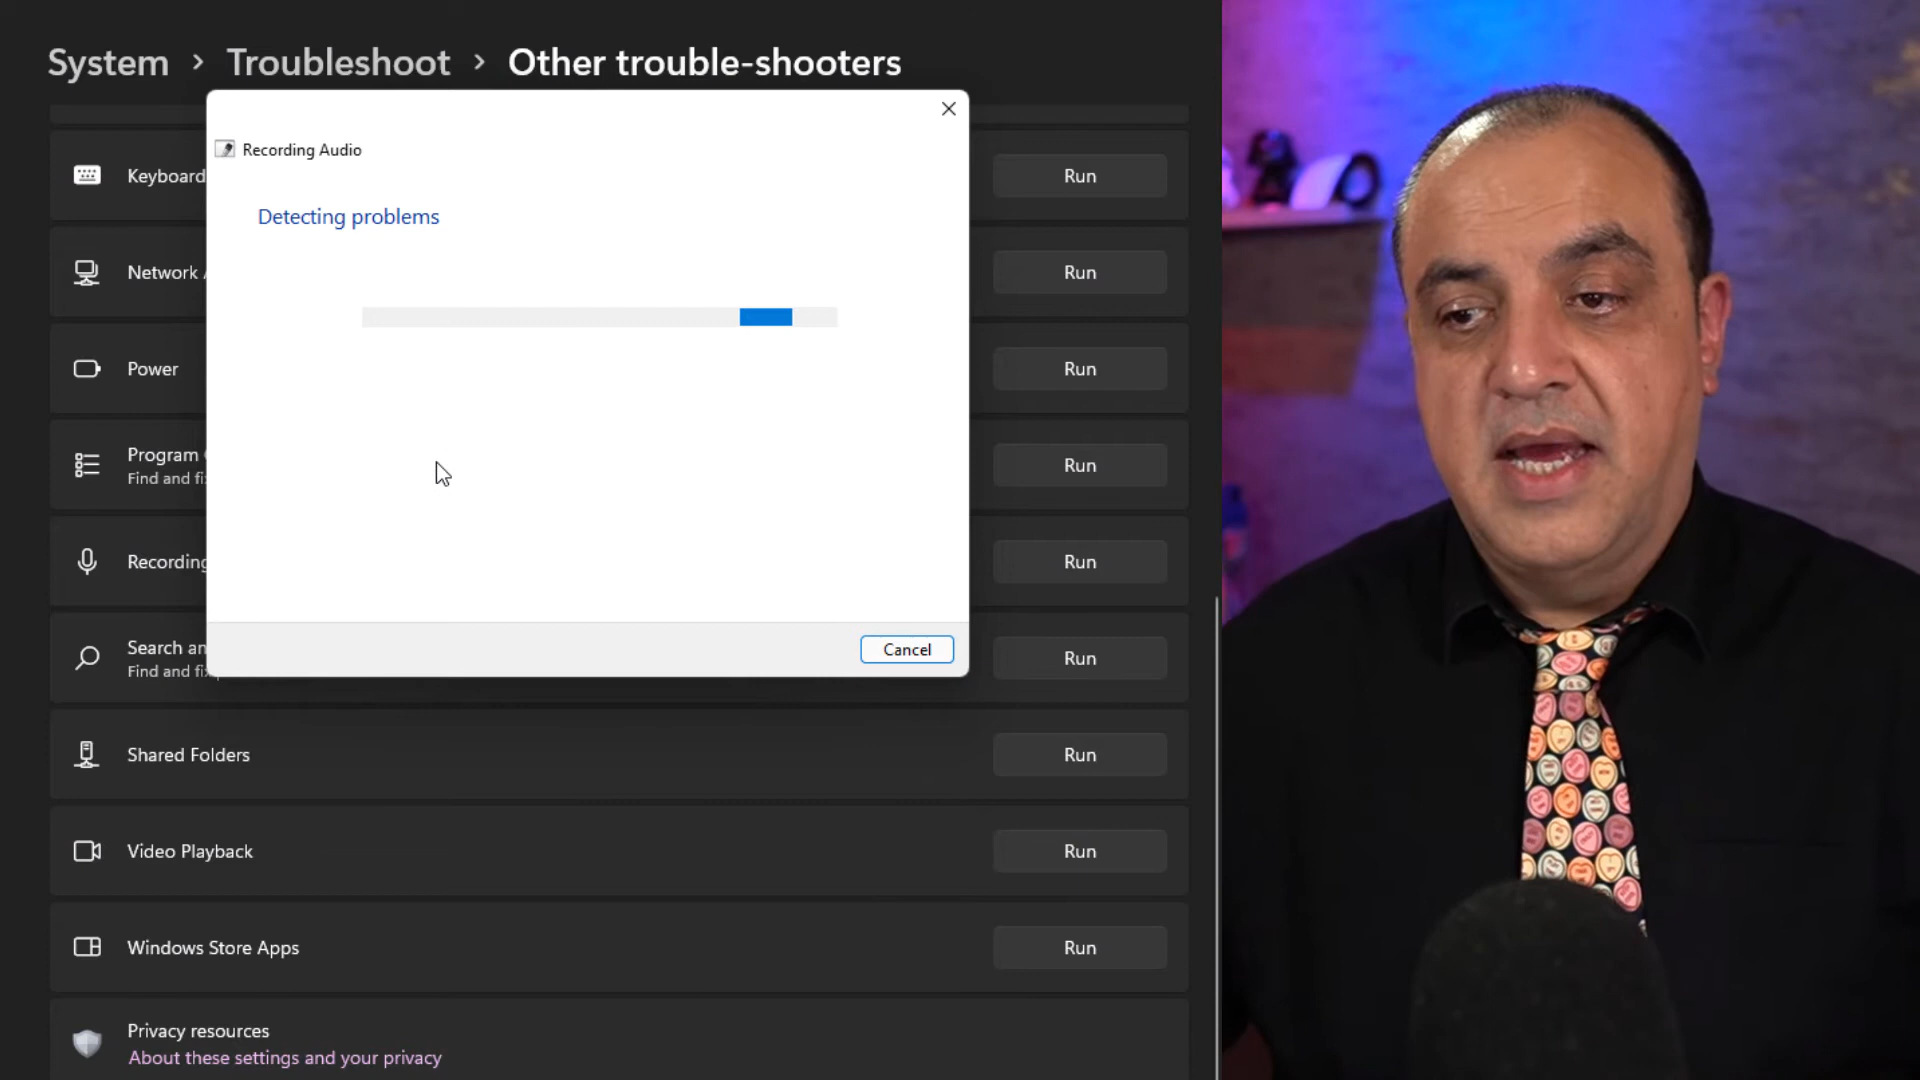 System > Troubleshoot > Other trouble-shooters
Recording Audio
Detecting problems
Cancel
Keyboard
Run
Network
Run
Power
Run
Program
Find and
Run
Recording
Run
Search
Find and
Run
Shared Folders
Run
Video Playback
Run
Windows Store Apps
Run
Privacy resources
About these settings and your privacy